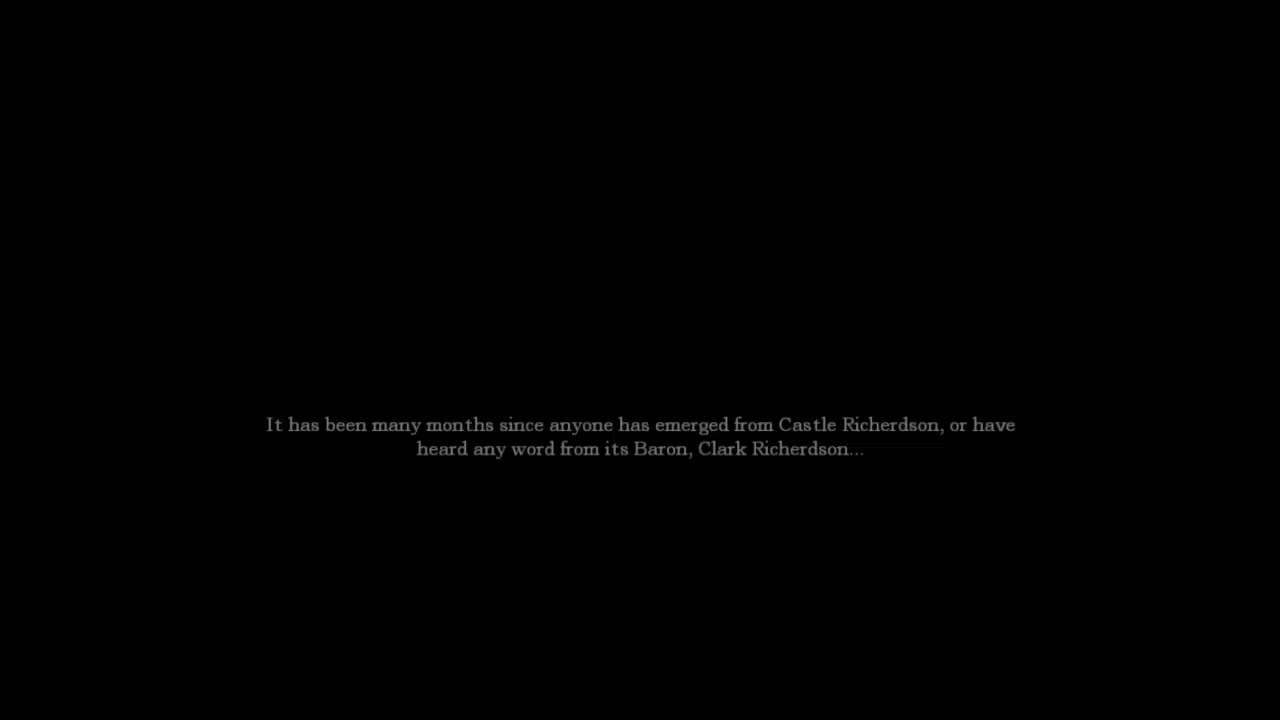 It has been many months since anyone has emerged from Castle Richerdson, or have
heard any word from its Baron, Clark Richerdson...